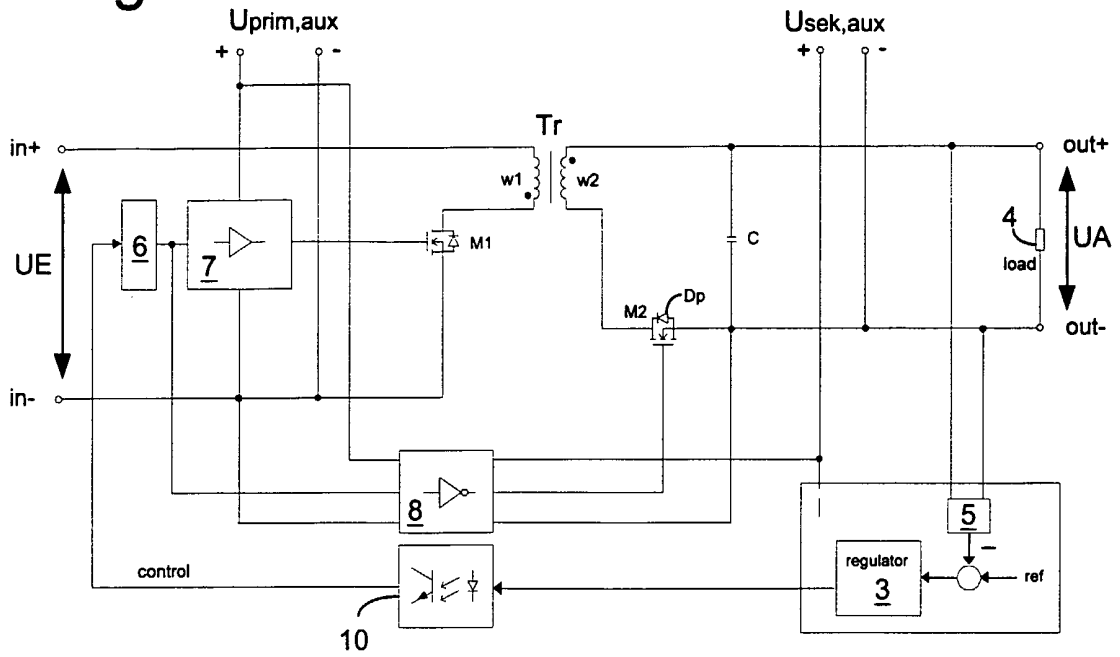 Uprim,aux
Usek,aux
+ -
+ -
in+
Tr
out+
w1
w2
6
7
M1
C
4
load
UE
UA
M2
Dp
out-
in-
8
5
−
control
regulator
3
ref
10